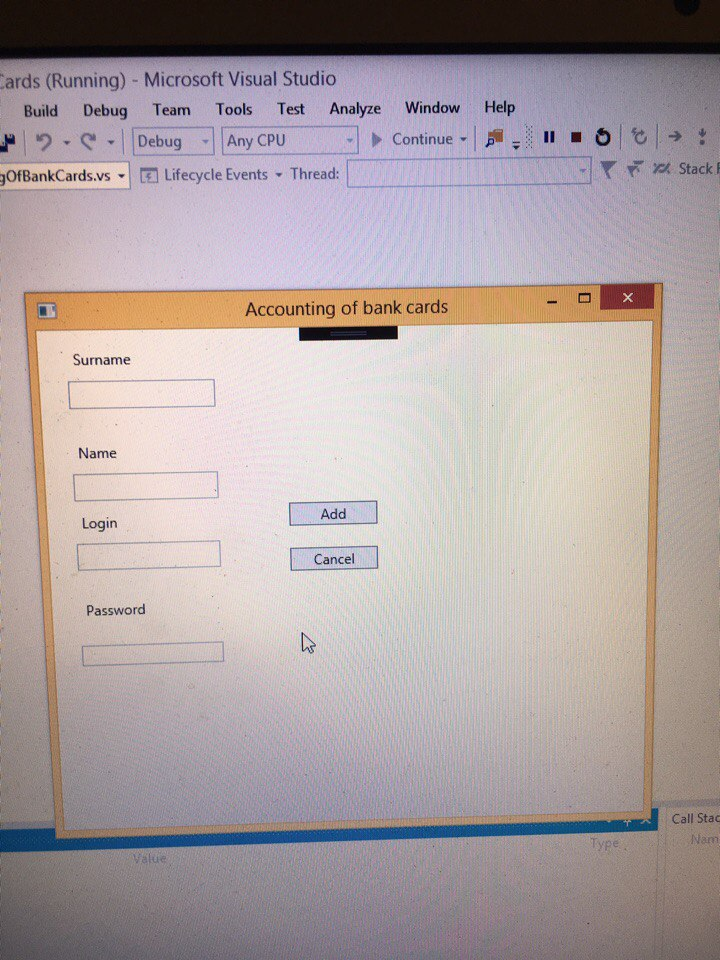 Cards (Running) - Microsoft Visual Studio
Build Debug Team Tools Test Analyze Window Help
Debug Any CPU Continue
gOfBankCards.vs Lifecycle Events Thread: Stack
Accounting of bank cards
Surname
Name
Login
Add
Cancel
Password
Call Stac
Type
Nam
Value